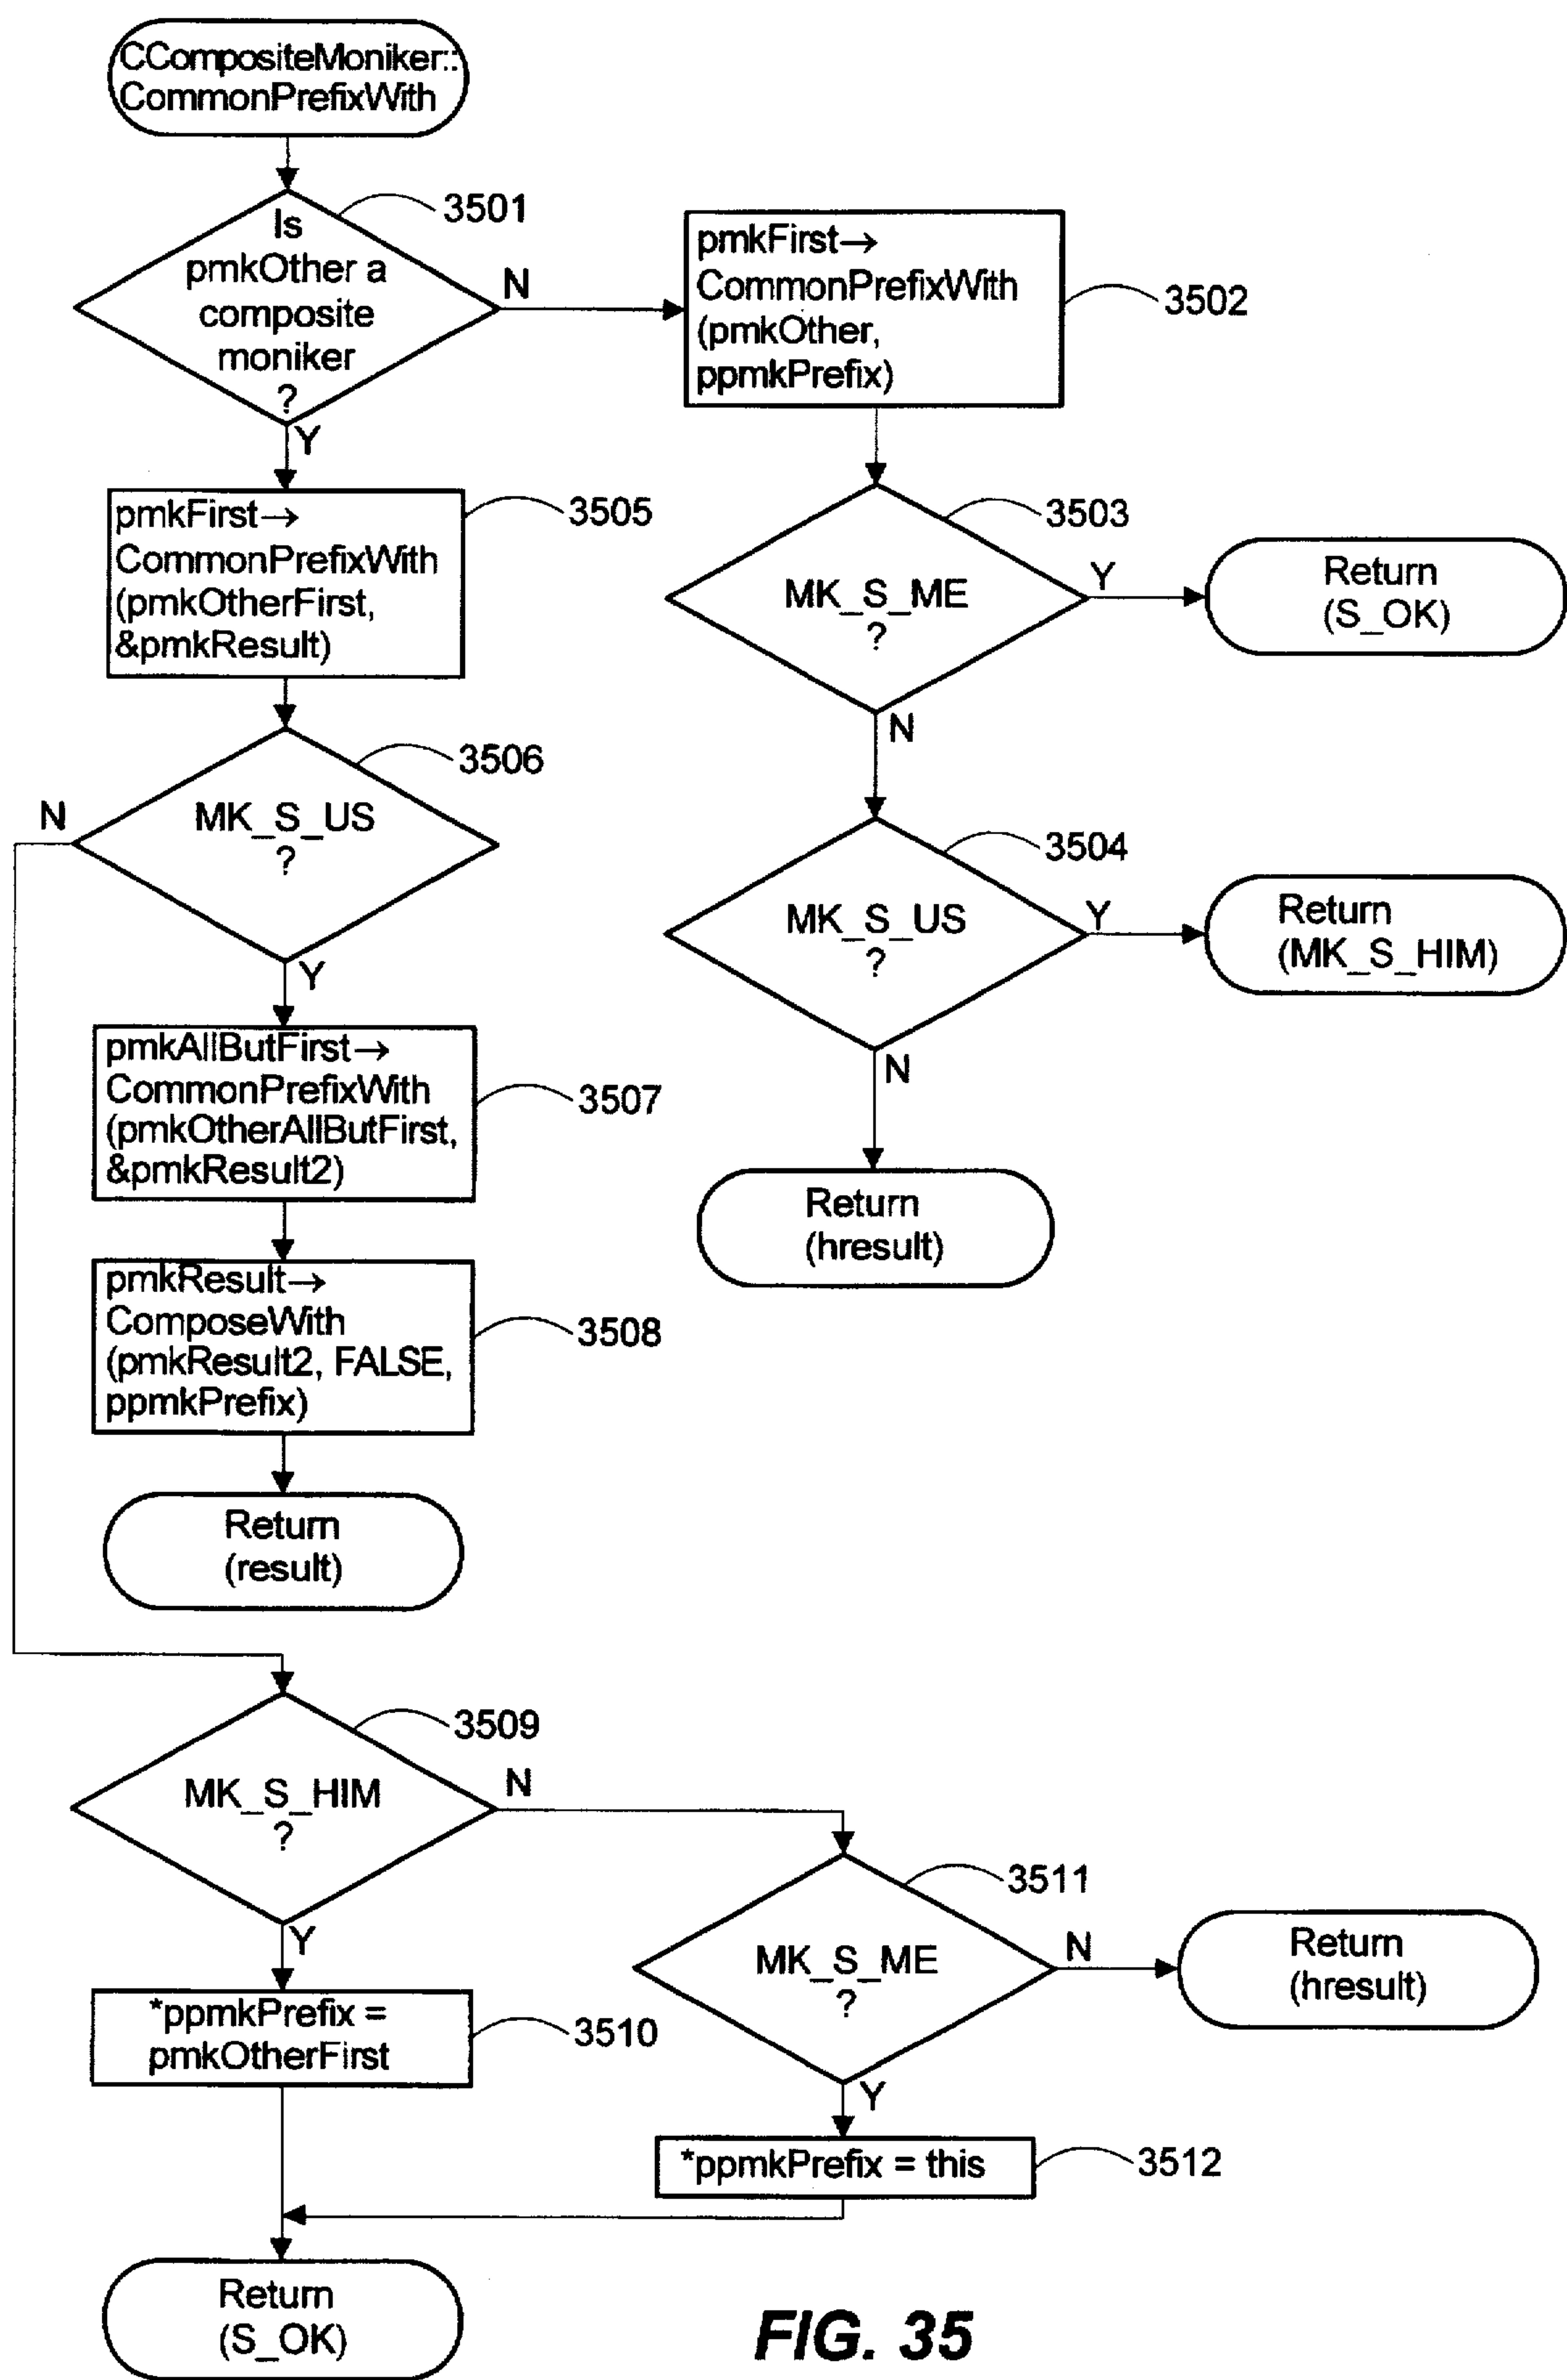 CCompositeMoniker::
CommonPrefixWith
3501
Is
pmkOther a
composite
moniker
?
N
Y
pmkFirst→
CommonPrefixWith
(pmkOther,
ppmkPrefix)
3502
pmkFirst→
CommonPrefixWith
(pmkOtherFirst,
&pmkResult)
3505
3503
MK_S_ME
?
Y
N
Return
(S_OK)
3506
MK_S_US
?
N
Y
3504
MK_S_US
?
Y
N
Return
(MK_S_HIM)
pmkAllButFirst→
CommonPrefixWith
(pmkOtherAllButFirst,
&pmkResult2)
3507
Return
(hresult)
pmkResult→
ComposeWith
(pmkResult2, FALSE,
ppmkPrefix)
3508
Return
(result)
3509
MK_S_HIM
?
N
Y
3511
MK_S_ME
?
N
Y
Return
(hresult)
*ppmkPrefix =
pmkOtherFirst
3510
*ppmkPrefix = this
3512
Return
(S_OK)
FIG. 35